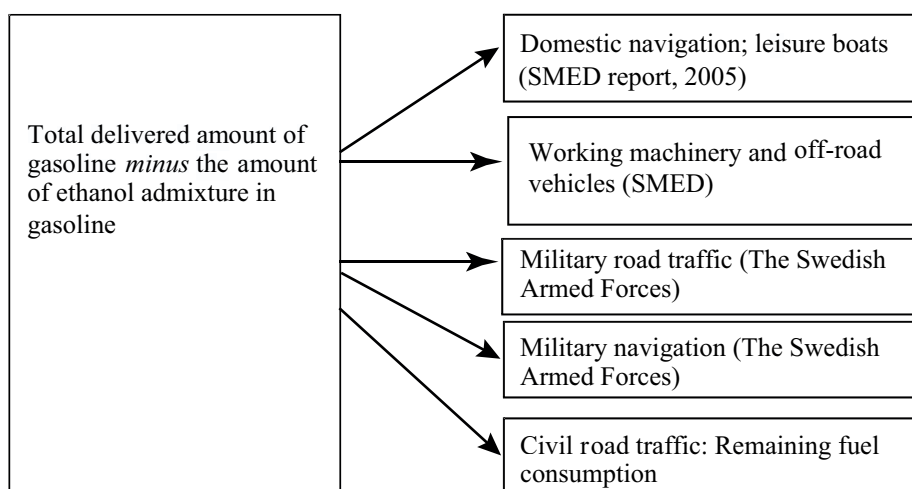 Total delivered amount of
gasoline minus the amount
of ethanol admixture in
gasoline
Domestic navigation; leisure boats
(SMED report, 2005)
Working machinery and off-road
vehicles (SMED)
Military road traffic (The Swedish
Armed Forces)
Military navigation (The Swedish
Armed Forces)
Civil road traffic: Remaining fuel
consumption